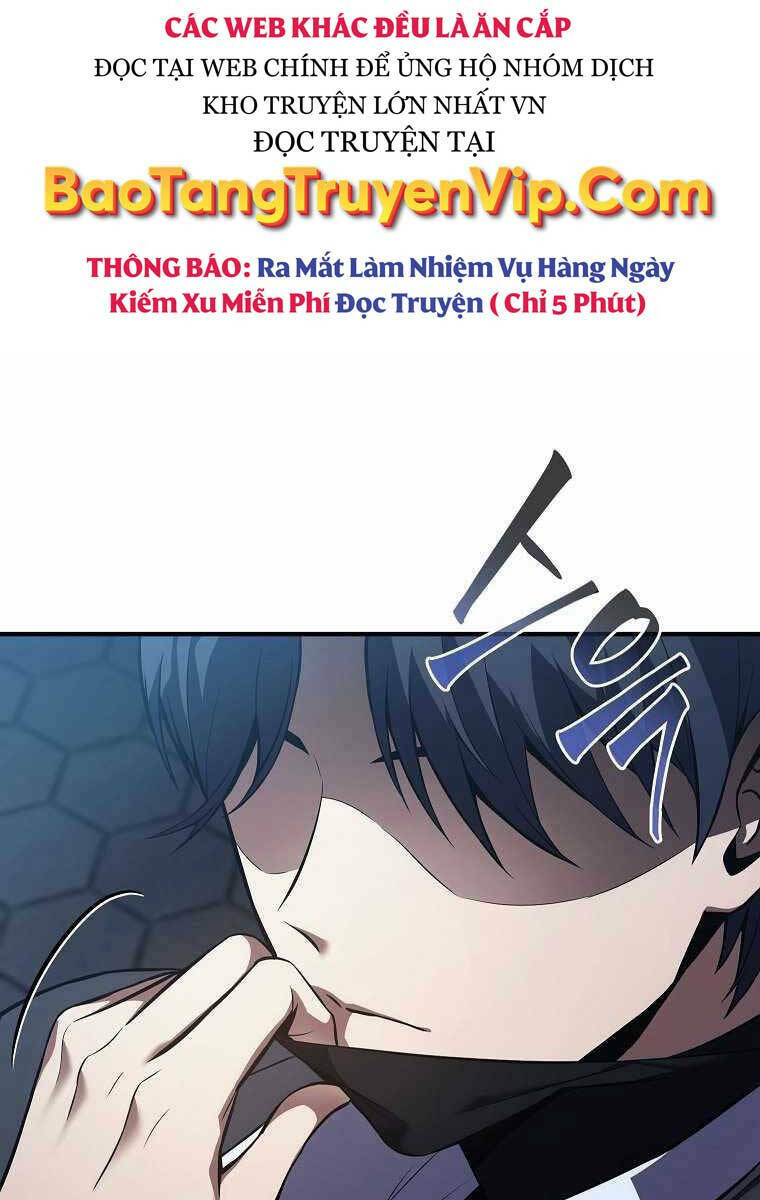 CÁC WEB KHÁC ĐỀU LÀ ĂN CẮP
ĐỌC TẠI WEB CHÍNH ĐỂ ỦNG HỘ NHÓM DỊCH
KHO TRUYỆN LỚN NHẤT VN
ĐỌC TRUYỆN TẠI
BaoTangTruyenVip.Com
THÔNG BÁO: Ra Mắt Làm Nhiệm Vụ Hàng Ngày
Kiếm Xu Miễn Phí Đọc Truyện ( Chỉ 5 Phút)
스윽